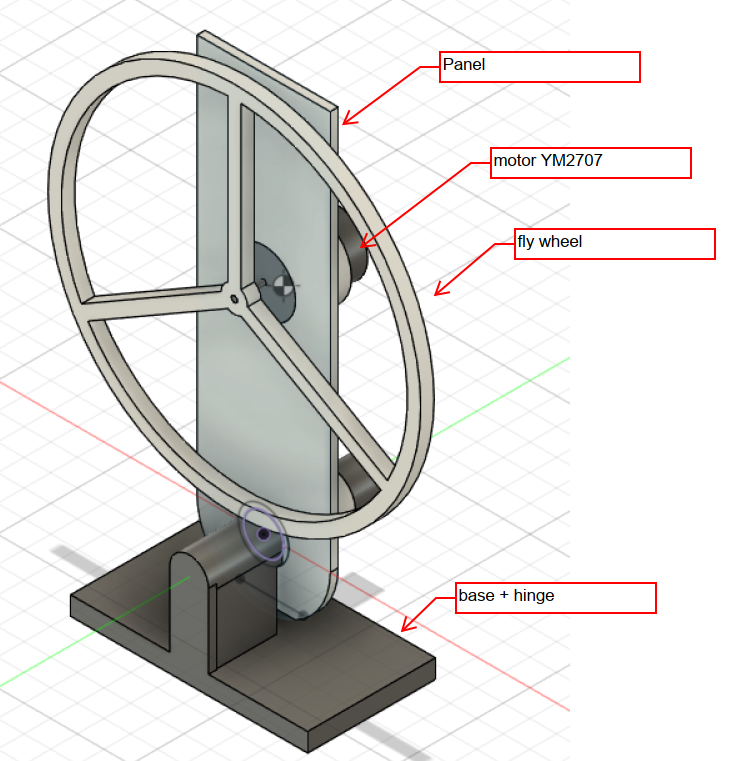 Panel
motor YM2707
fly wheel
base + hinge